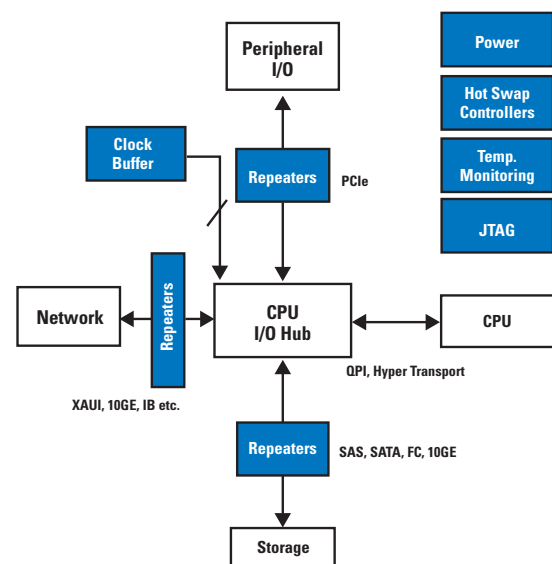 Peripheral
I/O
Power
Hot Swap
Controllers
Clock
Buffer
Repeaters
PCIe
Temp.
Monitoring
JTAG
Network
Repeaters
CPU
I/O Hub
CPU
QPI, Hyper Transport
XAUI, 10GE, IB etc.
Repeaters
SAS, SATA, FC, 10GE
Storage